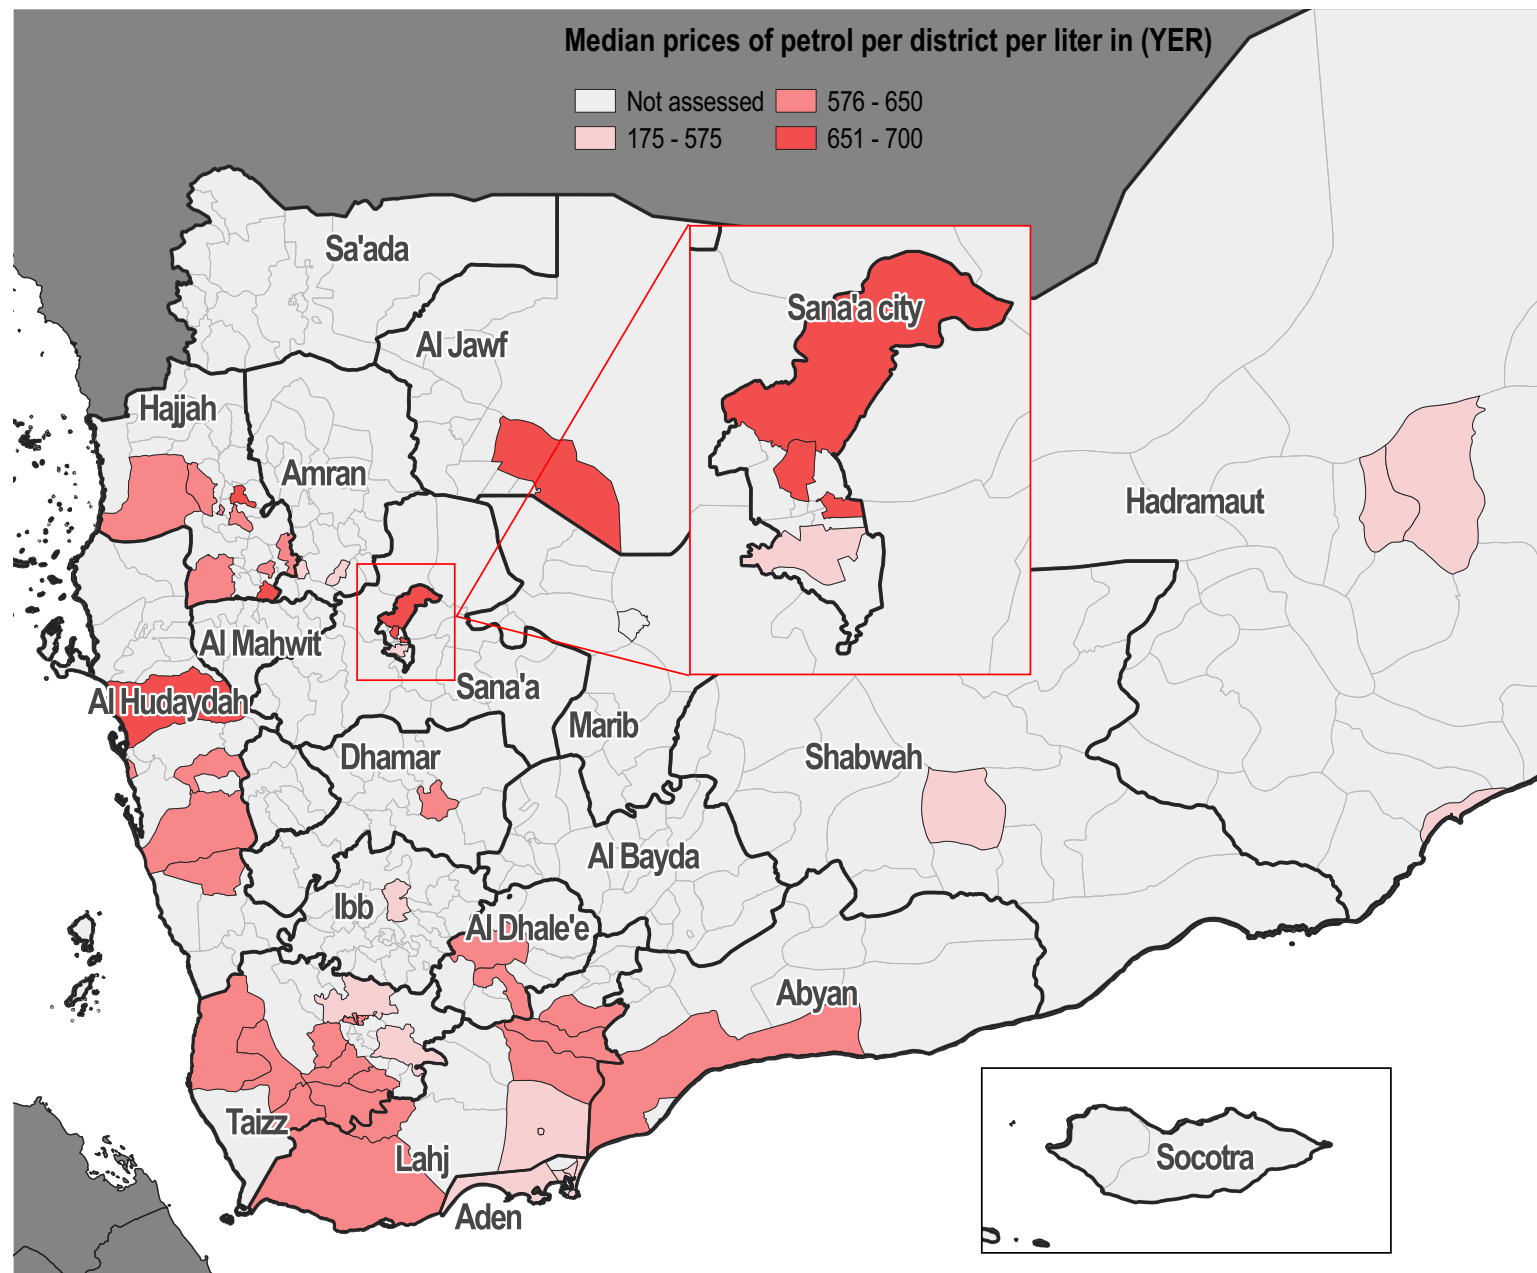 Median prices of petrol per district per liter in (YER)
Not assessed
576 - 650
175 - 575
651 - 700
Sa'ada
Sana'a city
Al Jawf
Hajjah
Amran
Hadramaut
Al Mahwit
Sana'a
Al Hudaydah
Marib
Dhamar
Shabwah
Al Bayda
Ibb
Al Dhale'e
Abyan
Taizz
Lahj
Socotra
Aden